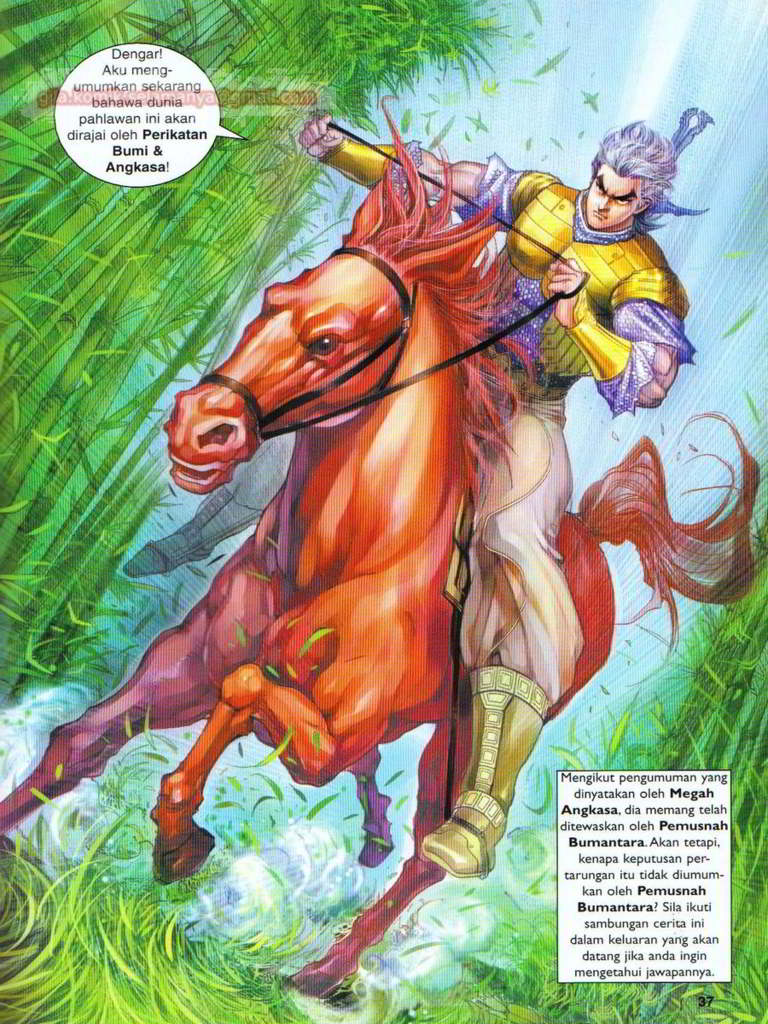 Dengar!
Aku meng-
umumkan sekarang
bahawa dunia
pahlawan ini akan
dirajai oleh Perikatan
Bumi &
Angkasa!
Mengikut pengumuman yang
dinyatakan oleh Megah
Angkasa, dia memang telah
ditewaskan oleh Pemusnah
Bumantara. Akan tetapi,
kenapa keputusan per-
tarungan itu tidak diumum-
kan oleh Pemusnah
Bumantara? Sila ikuti
sambungan cerita ini
dalam keluaran yang akan
datang jika anda ingin
mengetahui jawapannya.
37